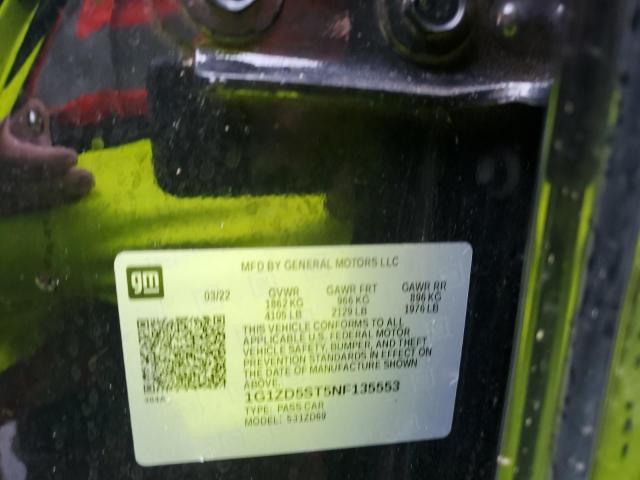 MFD BY GENERAL MOTORS LLC
gm
03/22 GVWR GAWR FRT GAWR RR
1862 KG 966 KG 896 KG
4105 LB 2129 LB 1976 LB
THIS VEHICLE CONFORMS TO ALL
APPLICABLE U.S. FEDERAL MOTOR
VEHICLE SAFETY, BUMPER, AND THEFT
PREVENTION STANDARDS IN EFFECT ON
THE DATE OF MANUFACTURE SHOWN
ABOVE.
1G1ZD5ST5NF135553
TYPE: PASS CAR
MODEL: 531ZD69